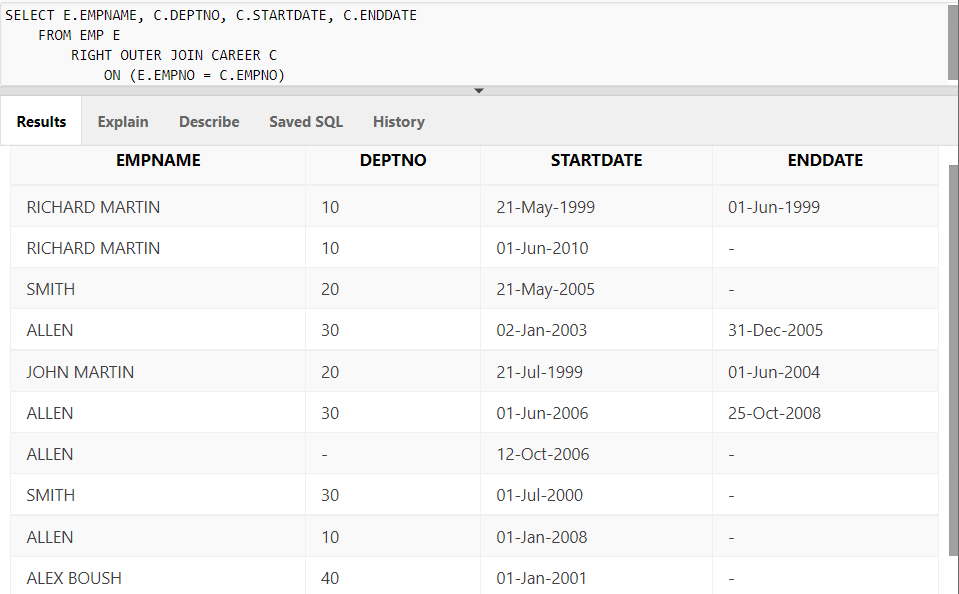 SELECT E.EMPNAME, C.DEPTNO, C.STARTDATE, C.ENDDATE
FROM EMP E
RIGHT OUTER JOIN CAREER C
ON (E.EMPNO = C.EMPNO)
Results Explain Describe Saved SQL History
EMPNAME DEPTNO STARTDATE ENDDATE
RICHARD MARTIN 10 21-May-1999 01-Jun-1999
RICHARD MARTIN 10 01-Jun-2010 -
SMITH 20 21-May-2005 -
ALLEN 30 02-Jan-2003 31-Dec-2005
JOHN MARTIN 20 21-Jul-1999 01-Jun-2004
ALLEN 30 01-Jun-2006 25-Oct-2008
ALLEN - 12-Oct-2006 -
SMITH 30 01-Jul-2000 -
ALLEN 10 01-Jan-2008 -
ALEX BOUSH 40 01-Jan-2001 -